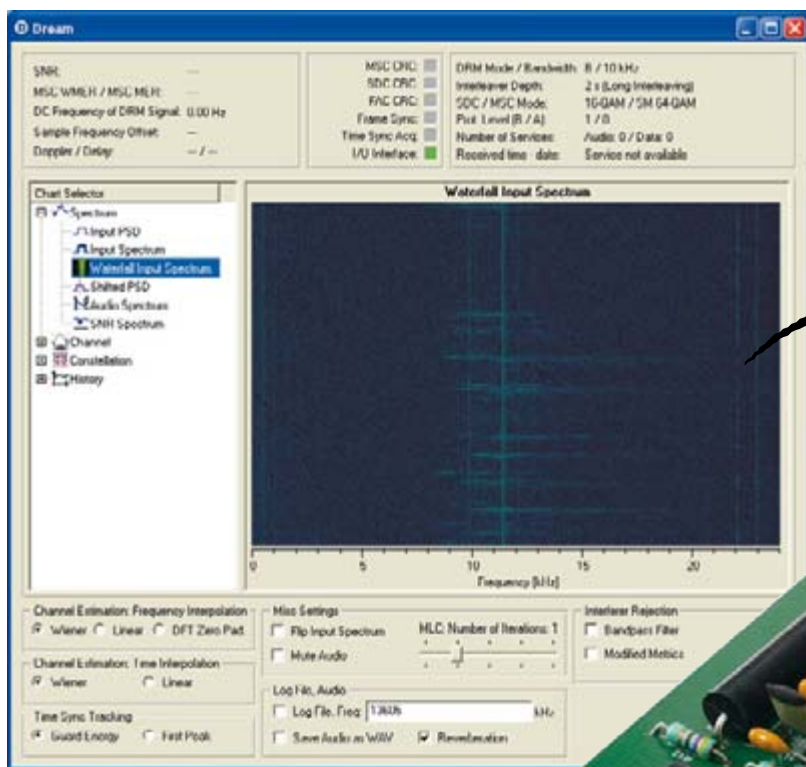 Dream
SNR: ---
MSC WMER / MSC MER: ---
DC Frequency of DRM Signal: 0.00 Hz
Sample Frequency Offset: --
Doppler / Delay: -- / --
MSC CRC:
SDC CRC:
FAC CRC:
Frame Sync:
Time Sync Acq:
I/O Interface:
DRM Mode / Bandwidth: B / 10 kHz
Interleaver Depth: 2 s (Long Interleaving)
SDC / MSC Mode: 16-QAM / SM 64-QAM
Prot. Level (B / A): 1 / 0
Number of Services: Audio: 0 / Data: 0
Received time - date: Service not available
Chart Selector
Spectrum
Input PSD
Input Spectrum
Waterfall Input Spectrum
Shifted PSD
Audio Spectrum
SNR Spectrum
Channel
Constellation
History
Waterfall Input Spectrum
0 5 10 15 20
Frequency [kHz]
Channel Estimation: Frequency Interpolation
Wiener Linear DFT Zero Pad.
Channel Estimation: Time Interpolation
Wiener Linear
Time Sync Tracking
Guard Energy First Peak
Misc Settings
Flip Input Spectrum
Mute Audio
MLC: Number of Iterations: 1
Log File, Audio
Log File, Freq: kHz
Save Audio as WAV Reverberation
Interferer Rejection
Bandpass Filter
Modified Metrics